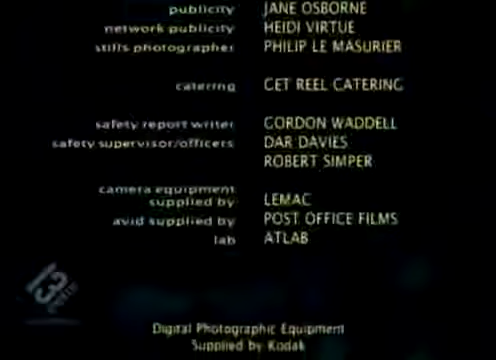 publicity JANE OSBORNE
network publicity HEIDI VIRTUE
stills photographer PHILIP LE MASURIER
catering GET REEL CATERING
safety report writer GORDON WADDELL
safety supervisor/officers DAR DAVIES
ROBERT SIMPER
camera equipment
supplied by LEMAC
avid supplied by POST OFFICE FILMS
lab ATLAB
Digital Photographic Equipment
Supplied by Kodak